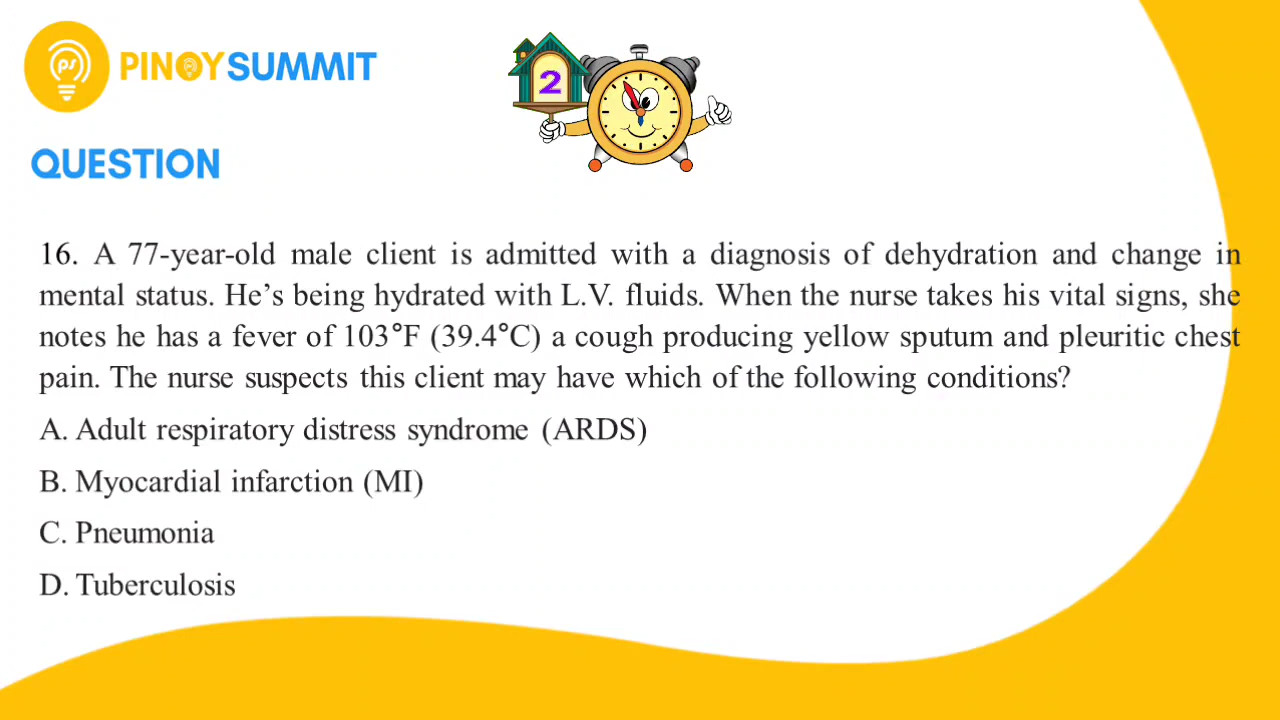 PINOY SUMMIT
2
QUESTION
16. A 77-year-old male client is admitted with a diagnosis of dehydration and change in
mental status. He’s being hydrated with L.V. fluids. When the nurse takes his vital signs, she
notes he has a fever of 103°F (39.4°C) a cough producing yellow sputum and pleuritic chest
pain. The nurse suspects this client may have which of the following conditions?
A. Adult respiratory distress syndrome (ARDS)
B. Myocardial infarction (MI)
C. Pneumonia
D. Tuberculosis